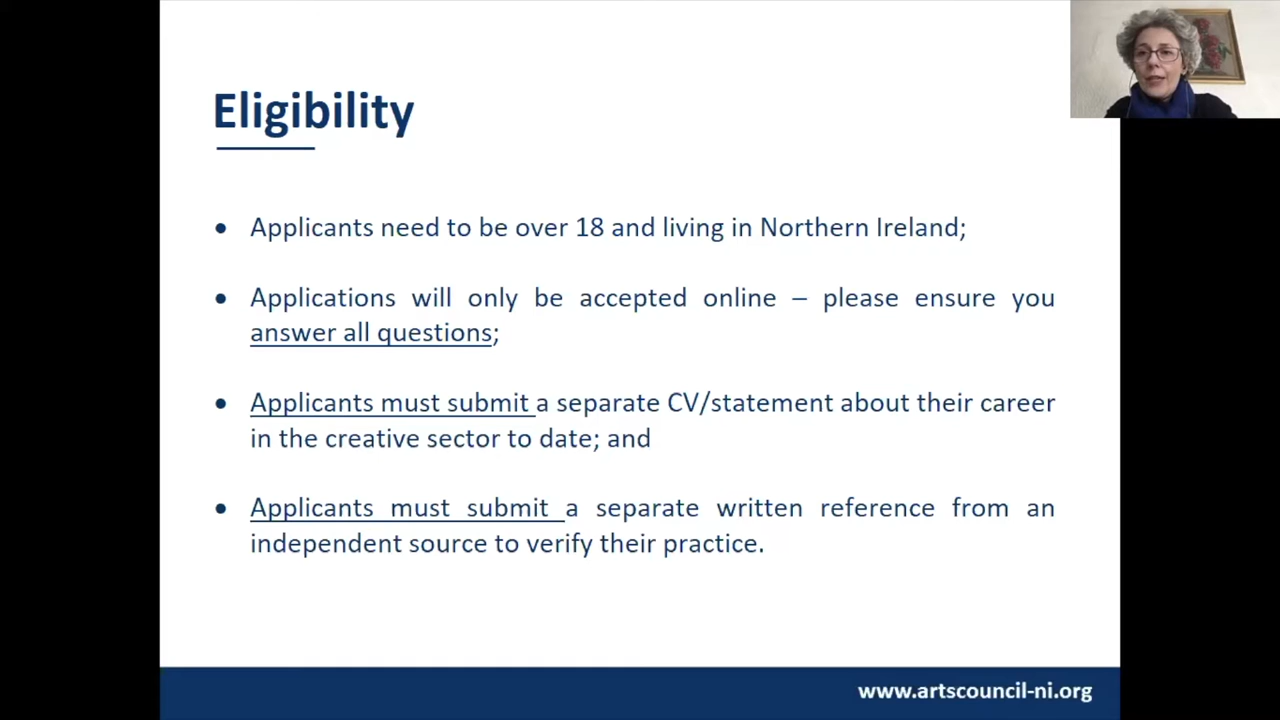 Eligibility
• Applicants need to be over 18 and living in Northern Ireland;
• Applications will only be accepted online – please ensure you
answer all questions;
• Applicants must submit a separate CV/statement about their career
in the creative sector to date; and
• Applicants must submit a separate written reference from an
independent source to verify their practice.
www.artscouncil-ni.org